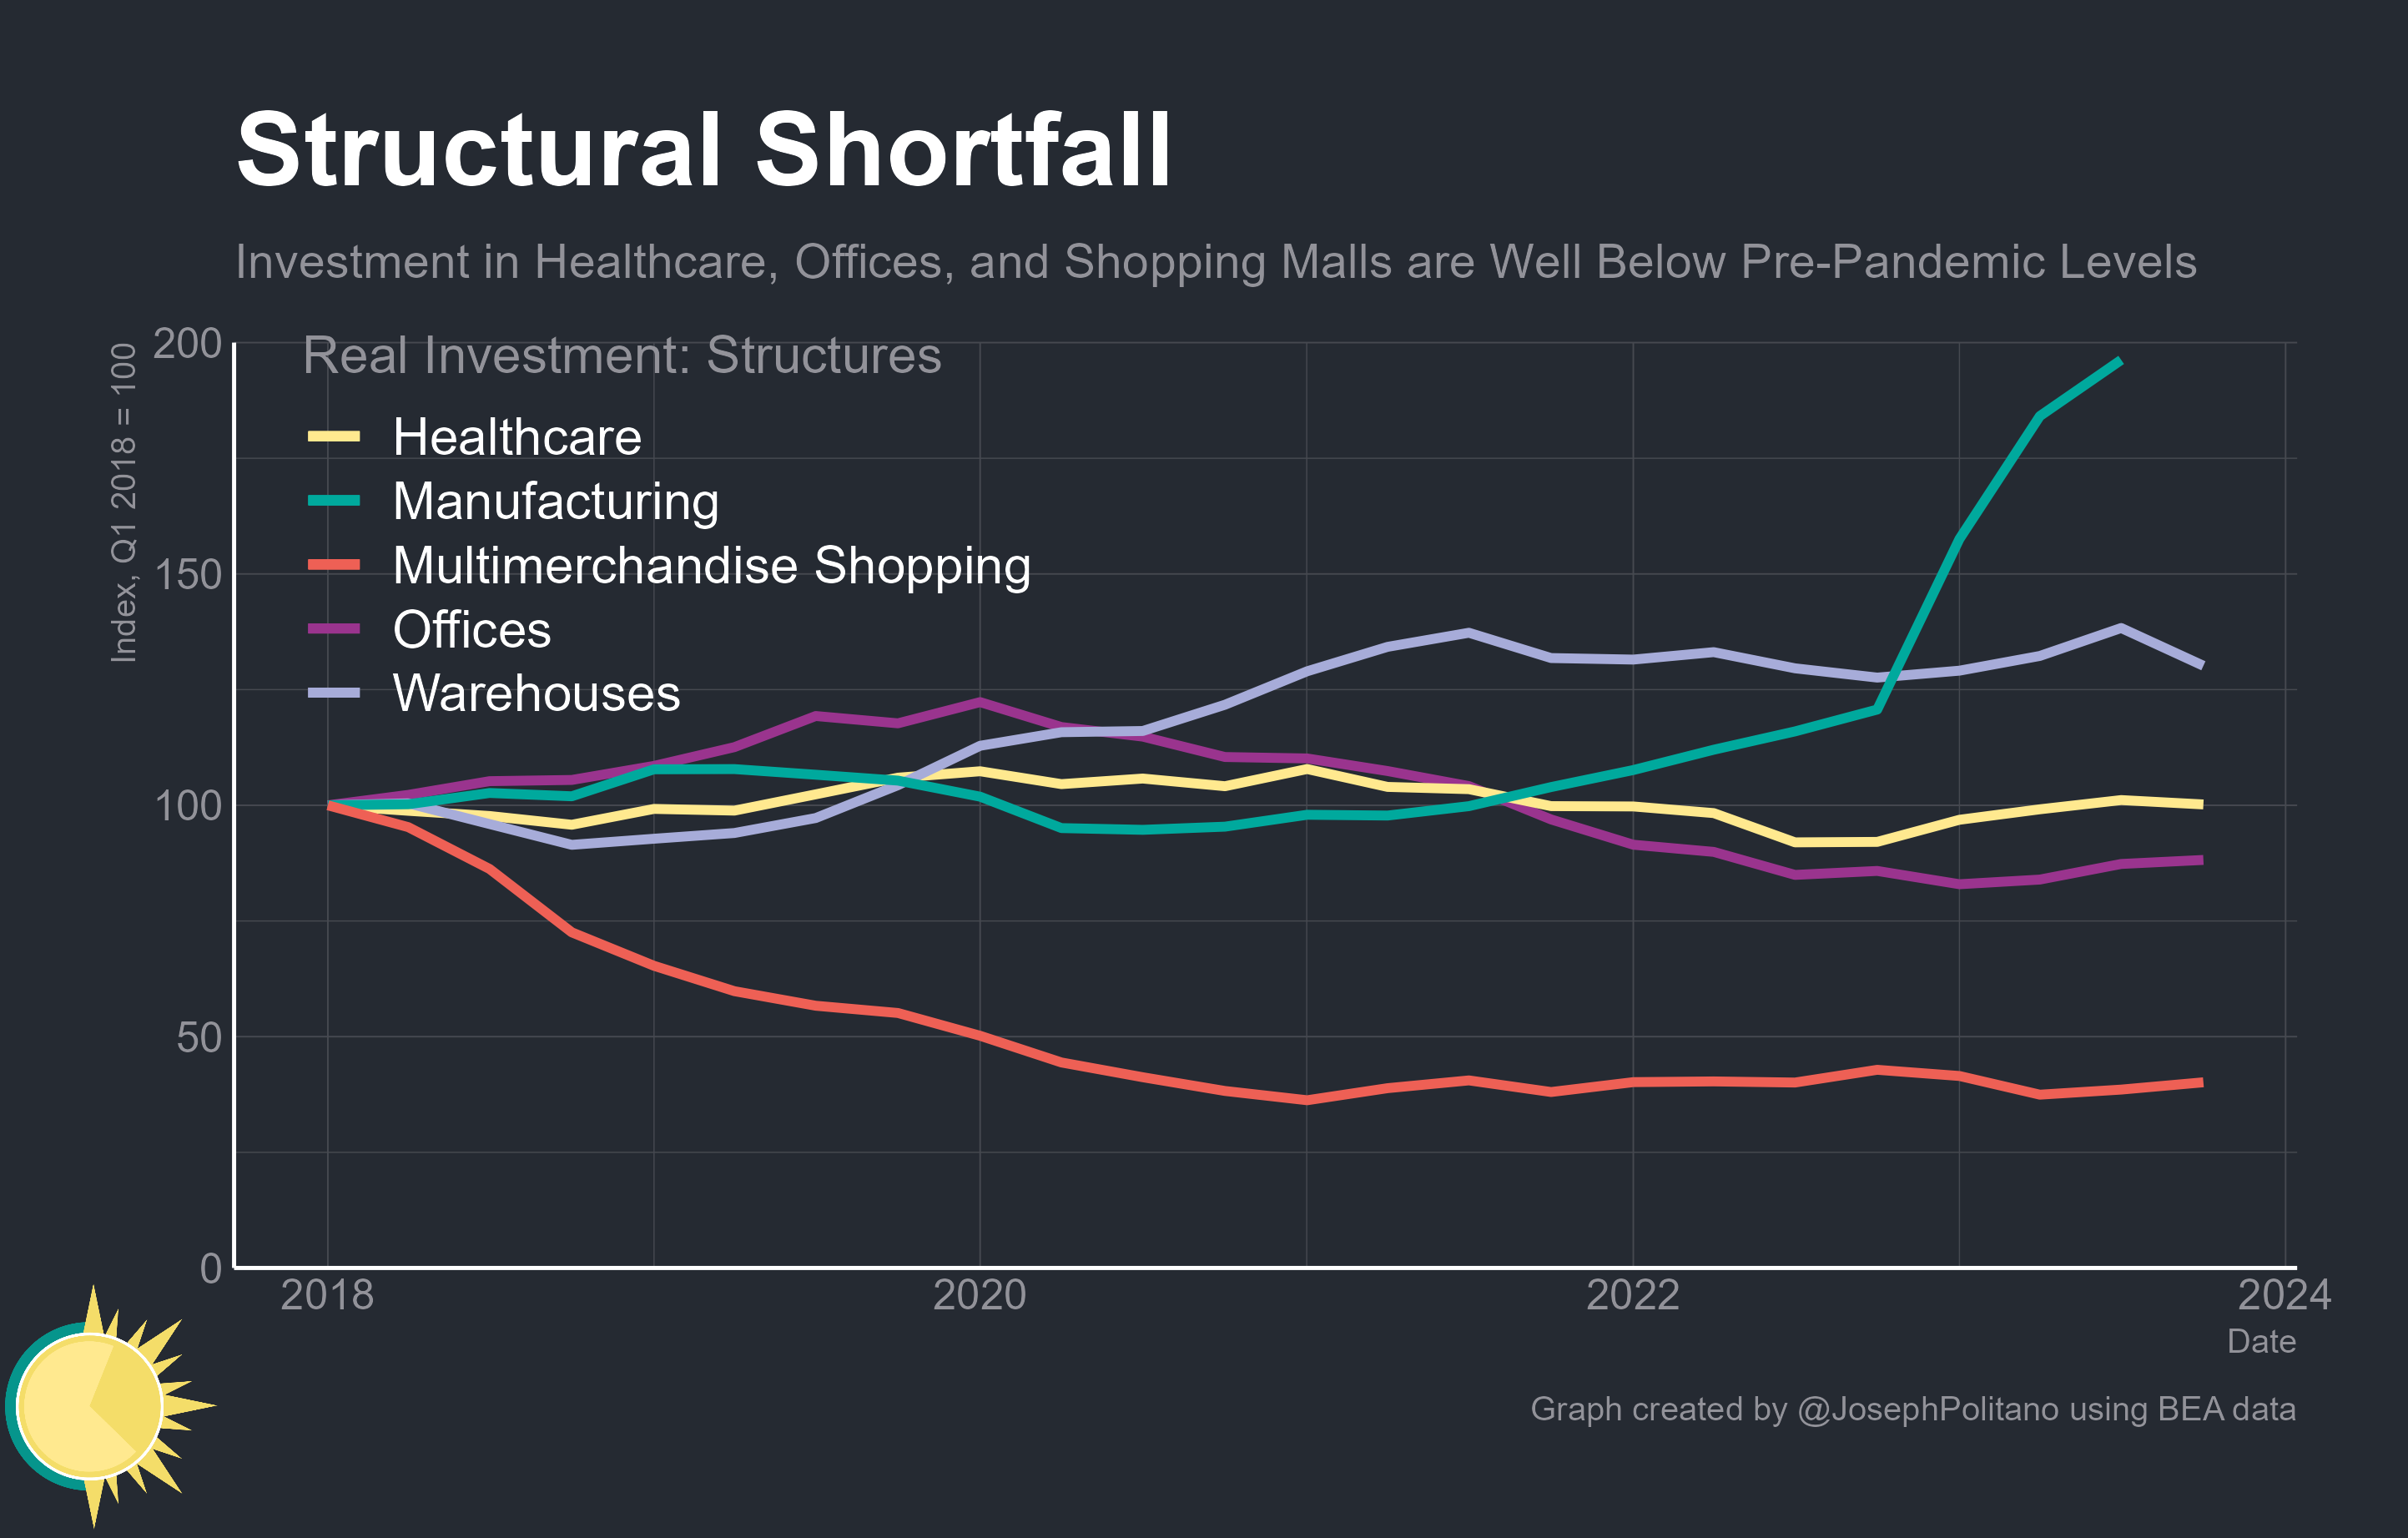 Structural Shortfall
Investment in Healthcare, Offices, and Shopping Malls are Well Below Pre-Pandemic Levels
Index, Q1 2018 = 100
200
150
100
50
0
Real Investment: Structures
Healthcare
Manufacturing
Multimerchandise Shopping
Offices
Warehouses
2018
2020
2022
2024
Date
Graph created by @JosephPolitano using BEA data